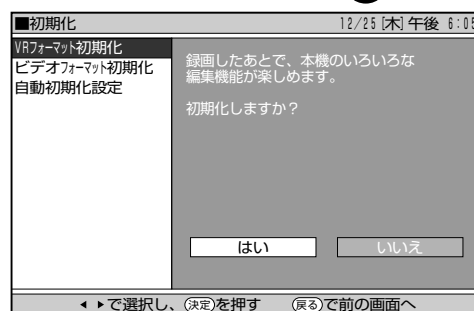 ■初期化 12/25[木]午後 6:05
VRフォーマット初期化
ビデオフォーマット初期化
自動初期化設定
録画したあとで、本機のいろいろな
編集機能が楽しめます。
初期化しますか？
はい いいえ
◂ ▸で選択し、決定を押す 戻るで前の画面へ